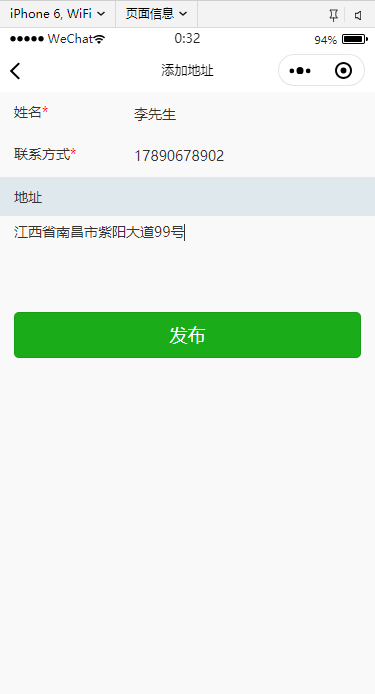 iPhone 6, WiFi 页面信息
WeChat 0:32 94%
添加地址
姓名* 李先生
联系方式* 17890678902
地址
江西省南昌市紫阳大道99号
发布